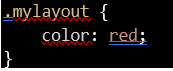 .mylayout {
    color: red;
}